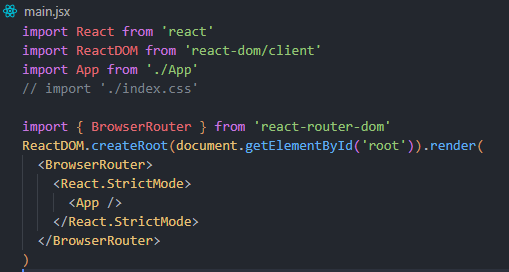 main.jsx
import React from 'react'
import ReactDOM from 'react-dom/client'
import App from './App'
// import './index.css'
import { BrowserRouter } from 'react-router-dom'
ReactDOM.createRoot(document.getElementById('root')).render(
  <BrowserRouter>
    <React.StrictMode>
      <App />
    </React.StrictMode>
  </BrowserRouter>
)